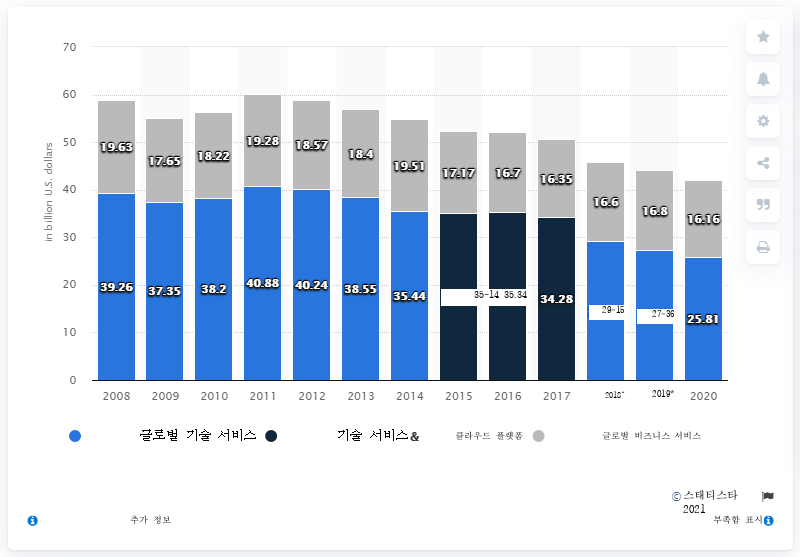 70
60
50
40
30
20
10
0
in billion U.S. dollars
19.63 17.65 18.22 19.28 18.57 18.4 19.51 17.17 16.7 16.35 16.6 16.8 16.16
39.26 37.35 38.2 40.88 40.24 38.55 35.44 35-14 35.34 34.28 29-15 27-36 25.81
2008 2009 2010 2011 2012 2013 2014 2015 2016 2017 2018* 2019* 2020
글로벌 기술 서비스 기술 서비스& 클라우드 플랫폼 글로벌 비즈니스 서비스
© 스태티스타
2021
추가 정보 부족함 표시